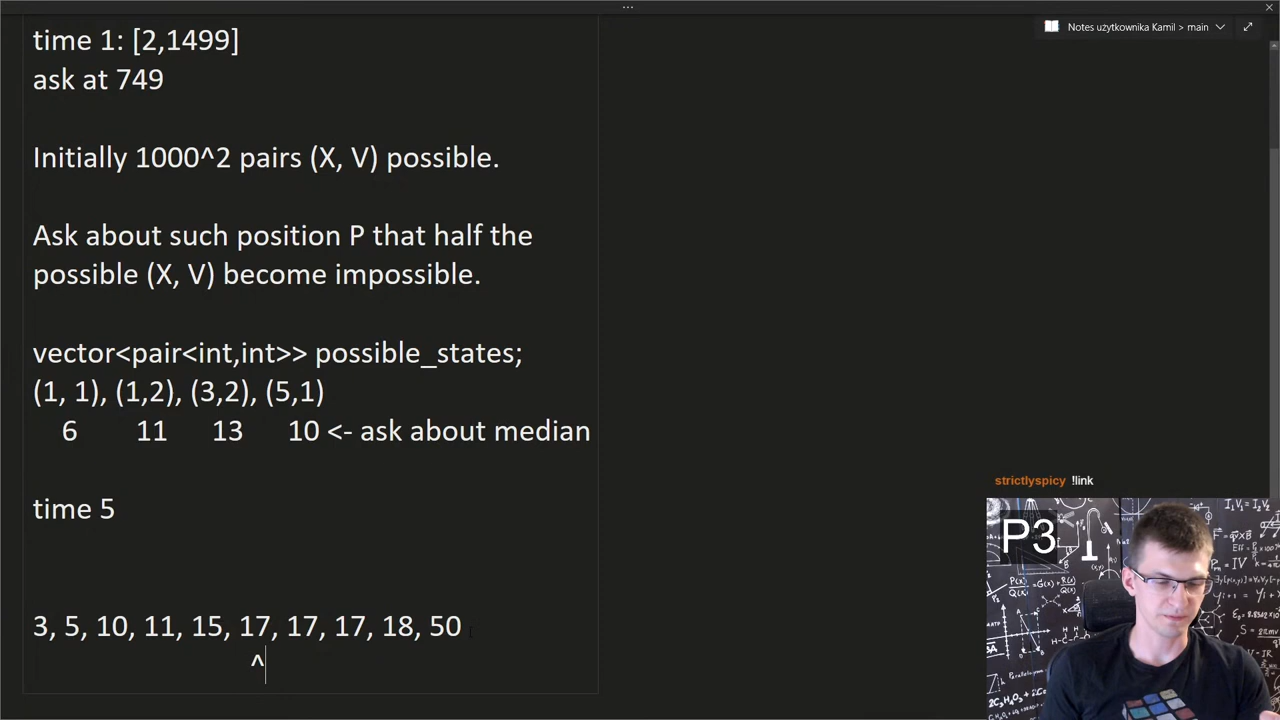 time 1: [2,1499]
ask at 749
Initially 1000^2 pairs (X, V) possible.
Ask about such position P that half the
possible (X, V) become impossible.
vector<pair<int,int>> possible_states;
(1, 1), (1,2), (3,2), (5,1)
6 11 13 10 <- ask about median
time 5
3, 5, 10, 11, 15, 17, 17, 17, 18, 50
^
Notes użytkownika Kamil > main
strictlyspicy !link
P3